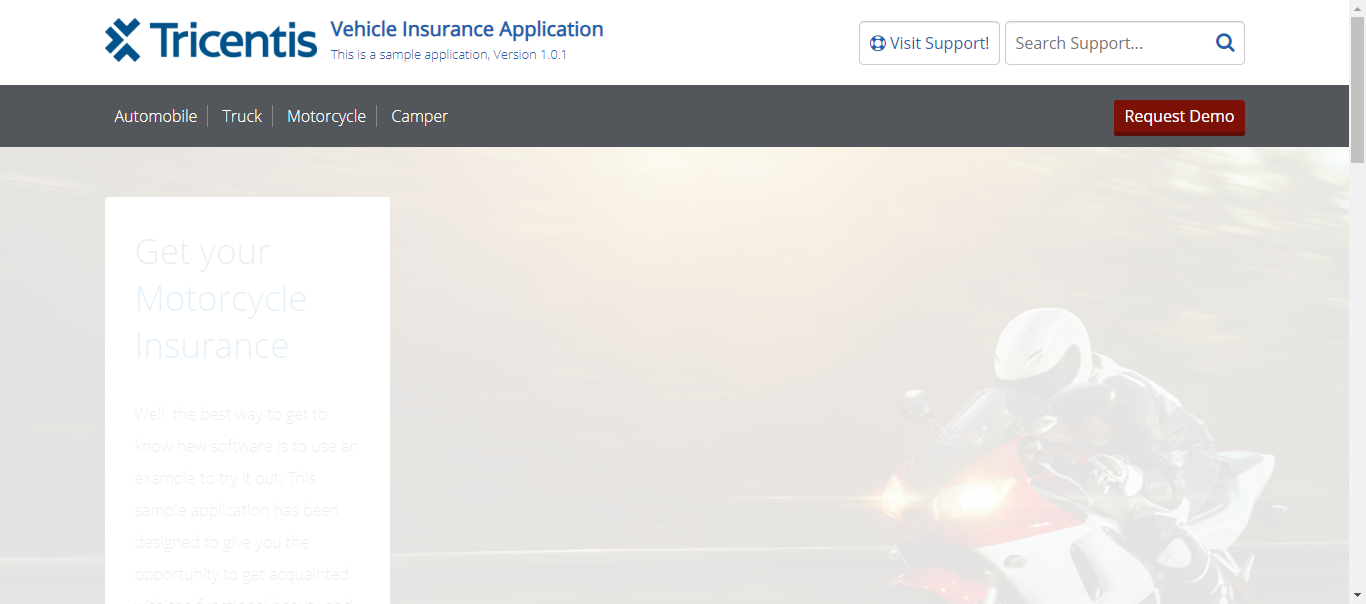 Tricentis
Vehicle Insurance Application
This is a sample application, Version 1.0.1
Visit Support!
Search Support...
Automobile
Truck
Motorcycle
Camper
Request Demo
Get your
Motorcycle
Insurance
Well, the best way to get to
know new software is to use an
example to try it out. This
sample application has been
designed to give you the
opportunity to get acquainted